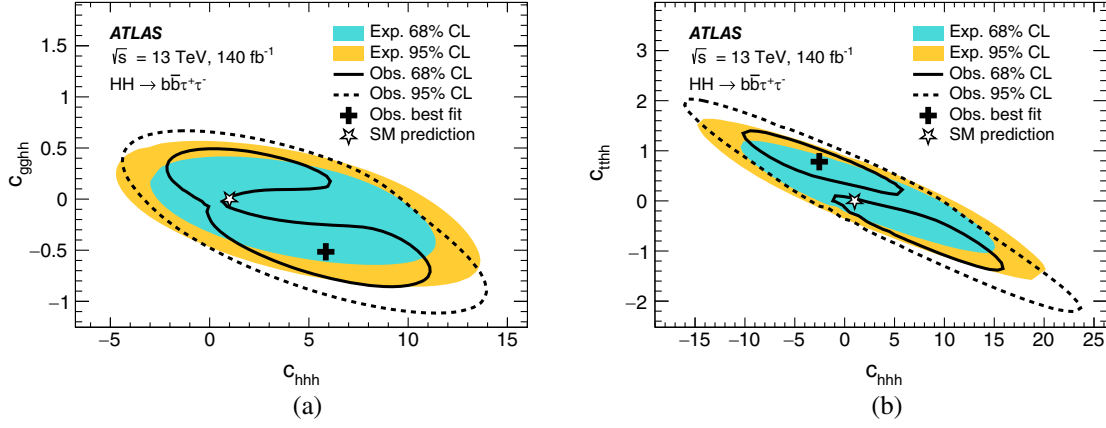 ATLAS
√s = 13 TeV, 140 fb⁻¹
HH → bb̅τ⁺τ⁻
Exp. 68% CL
Exp. 95% CL
Obs. 68% CL
Obs. 95% CL
Obs. best fit
SM prediction
1.5
1
0.5
0
−0.5
−1
c_gghh
−5 0 5 10 15
c_hhh
(a)
ATLAS
√s = 13 TeV, 140 fb⁻¹
HH → bb̅τ⁺τ⁻
Exp. 68% CL
Exp. 95% CL
Obs. 68% CL
Obs. 95% CL
Obs. best fit
SM prediction
3
2
1
0
−1
−2
c_tthh
−15 −10 −5 0 5 10 15 20 25
c_hhh
(b)